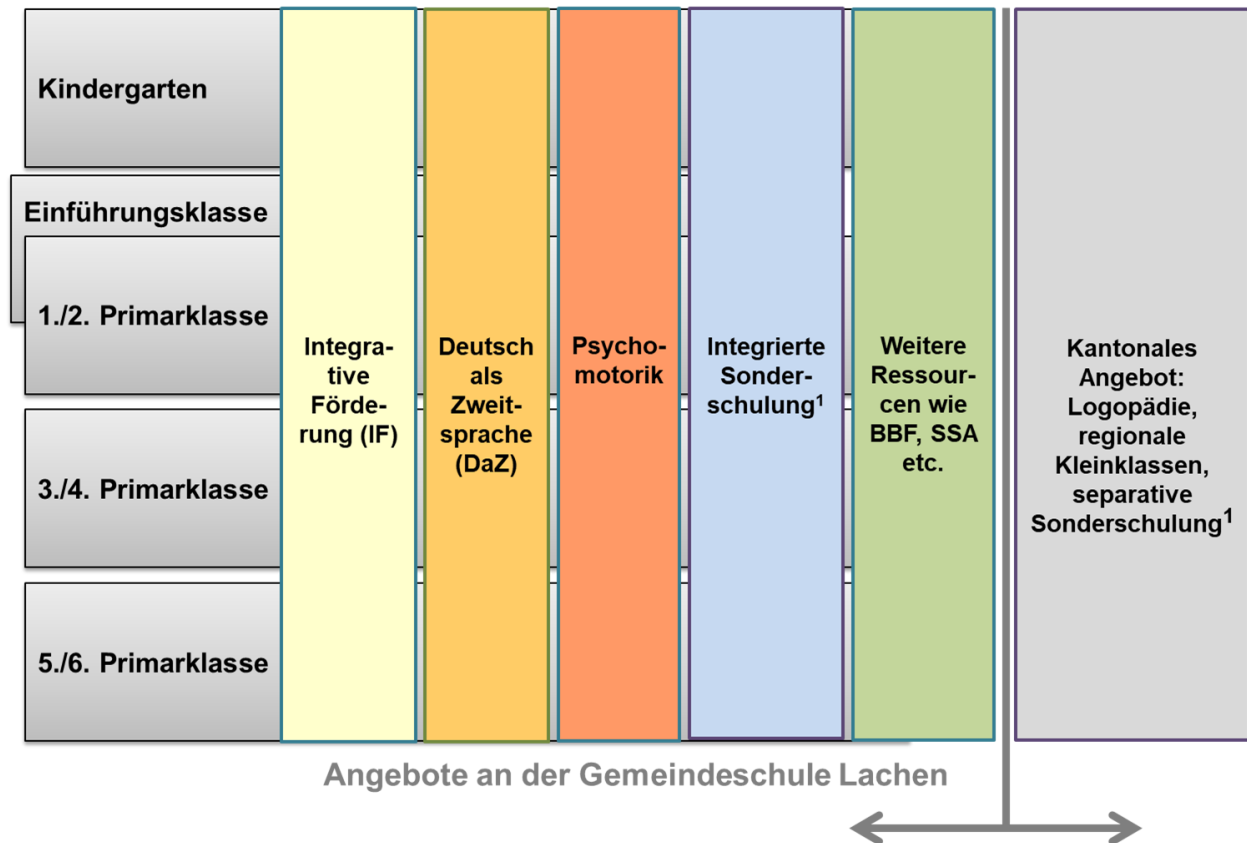 Kindergarten
Einführungsklasse
1./2. Primarklasse
3./4. Primarklasse
5./6. Primarklasse
Integra-
tive
Förde-
rung (IF)
Deutsch
als
Zweit-
sprache
(DaZ)
Psycho-
motorik
Integrierte
Sonder-
schulung¹
Weitere
Ressour-
cen wie
BBF, SSA
etc.
Kantonales
Angebot:
Logopädie,
regionale
Kleinklassen,
separative
Sonderschulung¹
Angebote an der Gemeindeschule Lachen